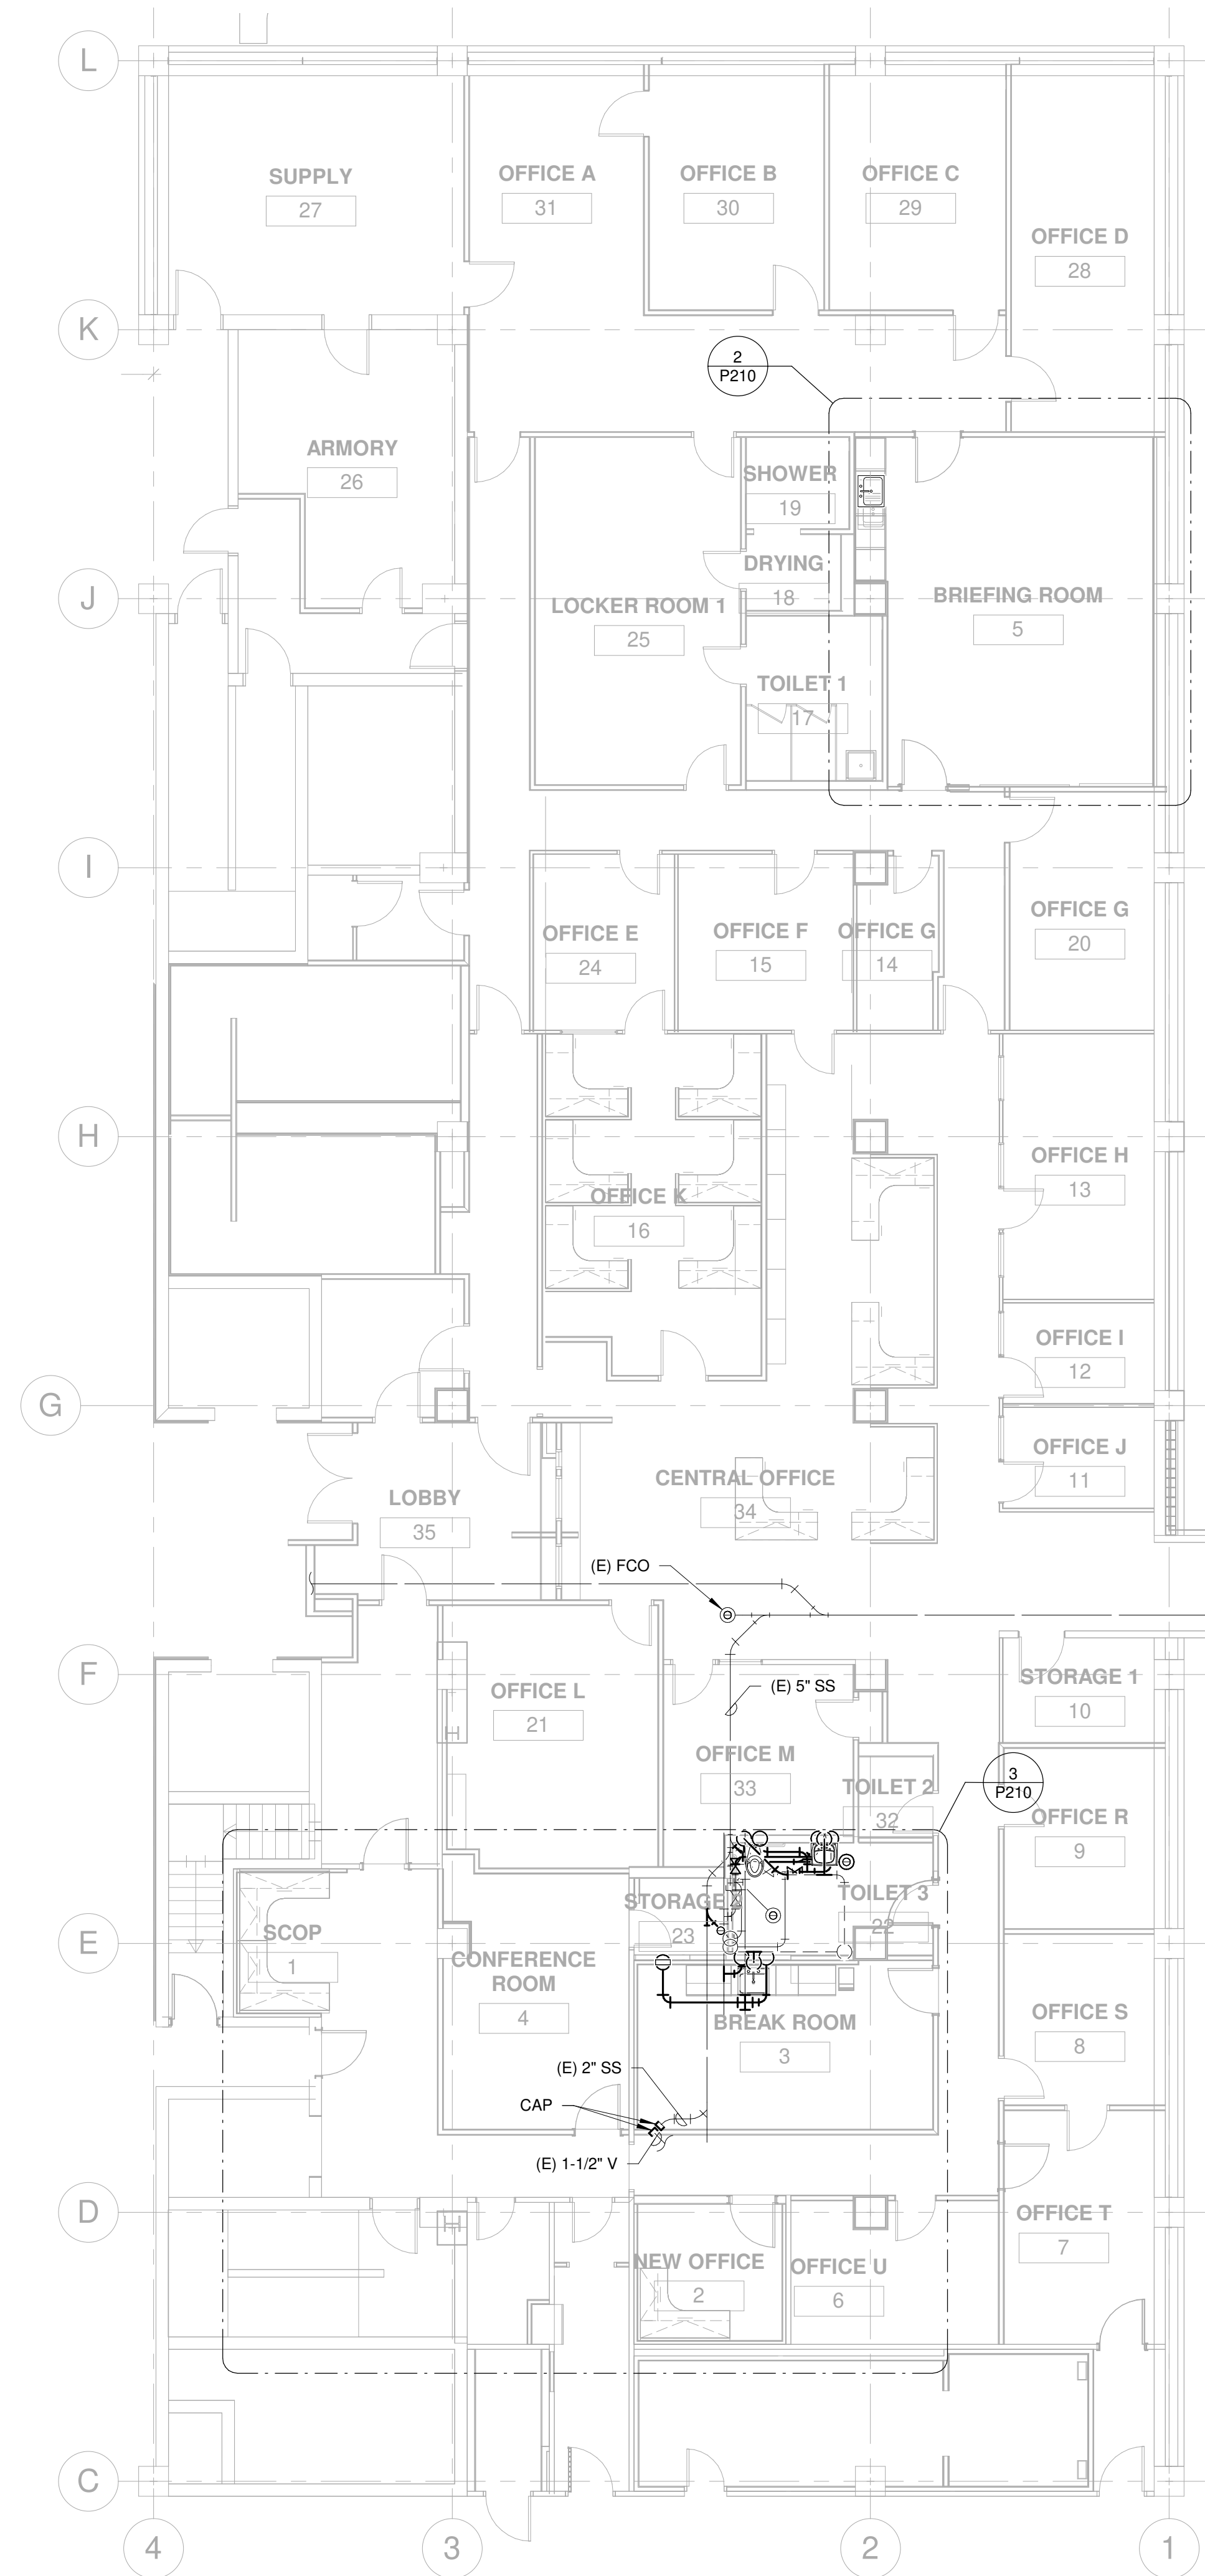 L
SUPPLY
27
OFFICE A
31
OFFICE B
30
OFFICE C
29
OFFICE D
28
K
2
P210
ARMORY
26
SHOWER
19
DRYING
18
J
LOCKER ROOM 1
25
BRIEFING ROOM
5
TOILET 1
17
I
OFFICE E
24
OFFICE F
15
OFFICE G
14
OFFICE G
20
H
OFFICE K
16
OFFICE H
13
OFFICE I
12
G
OFFICE J
11
CENTRAL OFFICE
34
LOBBY
35
(E) FCO
F
(E) 5" SS
STORAGE 1
10
OFFICE L
21
H
OFFICE M
33
TOILET 2
32
3
P210
OFFICE R
9
E
SCOP
1
STORAGE
23
TOILET 3
22
CONFERENCE
ROOM
4
BREAK ROOM
3
OFFICE S
8
(E) 2" SS
CAP
(E) 1-1/2" V
D
H
NEW OFFICE
2
OFFICE U
6
OFFICE T
7
C
4
3
2
1